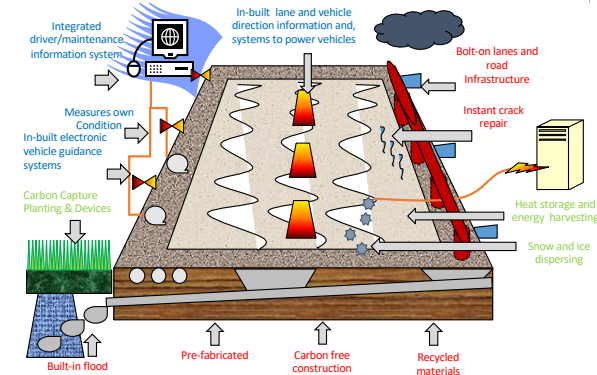 Integrated
driver/maintenance
information system
In-built lane and vehicle
direction information and,
systems to power vehicles
Bolt-on lanes and
road
Infrastructure
Measures own
Condition
In-built electronic
vehicle guidance
systems
Instant crack
repair
Carbon Capture
Planting & Devices
Heat storage and
energy harvesting
Snow and ice
dispersing
Built-in flood
Pre-fabricated
Carbon free
construction
Recycled
materials